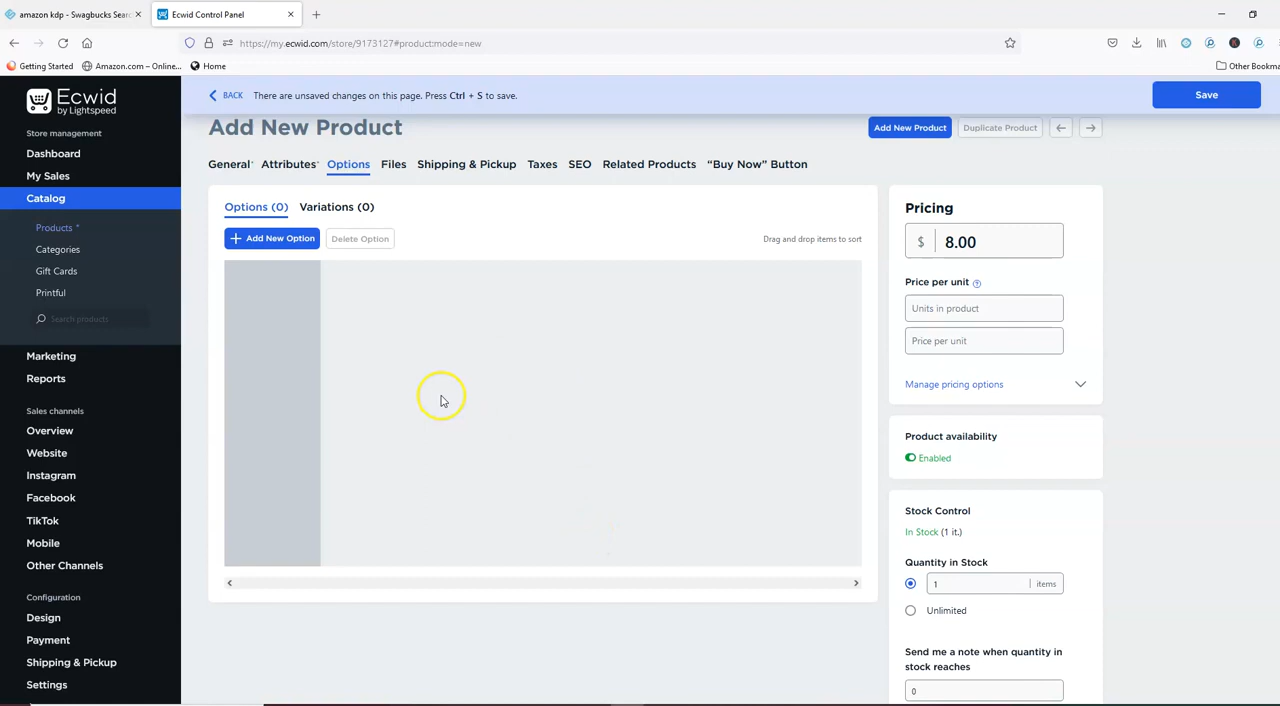 amazon kdp - Swagbucks Sear
Ecwid Control Panel
https://my.ecwid.com/store/9173127#product:mode=new
Getting Started
Amazon.com – Online...
Home
Other Bookma
Ecwid
by Lightspeed
BACK
There are unsaved changes on this page. Press Ctrl + S to save.
Save
Store management
Dashboard
My Sales
Catalog
Products *
Categories
Gift Cards
Printful
Search products
Marketing
Reports
Sales channels
Overview
Website
Instagram
Facebook
TikTok
Mobile
Other Channels
Configuration
Design
Payment
Shipping & Pickup
Settings
Add New Product
Add New Product
Duplicate Product
General*
Attributes*
Options
Files
Shipping & Pickup
Taxes
SEO
Related Products
“Buy Now” Button
Options (0)
Variations (0)
Add New Option
Delete Option
Drag and drop items to sort
Pricing
$ 8.00
Price per unit
Units in product
Price per unit
Manage pricing options
Product availability
Enabled
Stock Control
In Stock (1 it.)
Quantity in Stock
1 items
Unlimited
Send me a note when quantity in
stock reaches
0